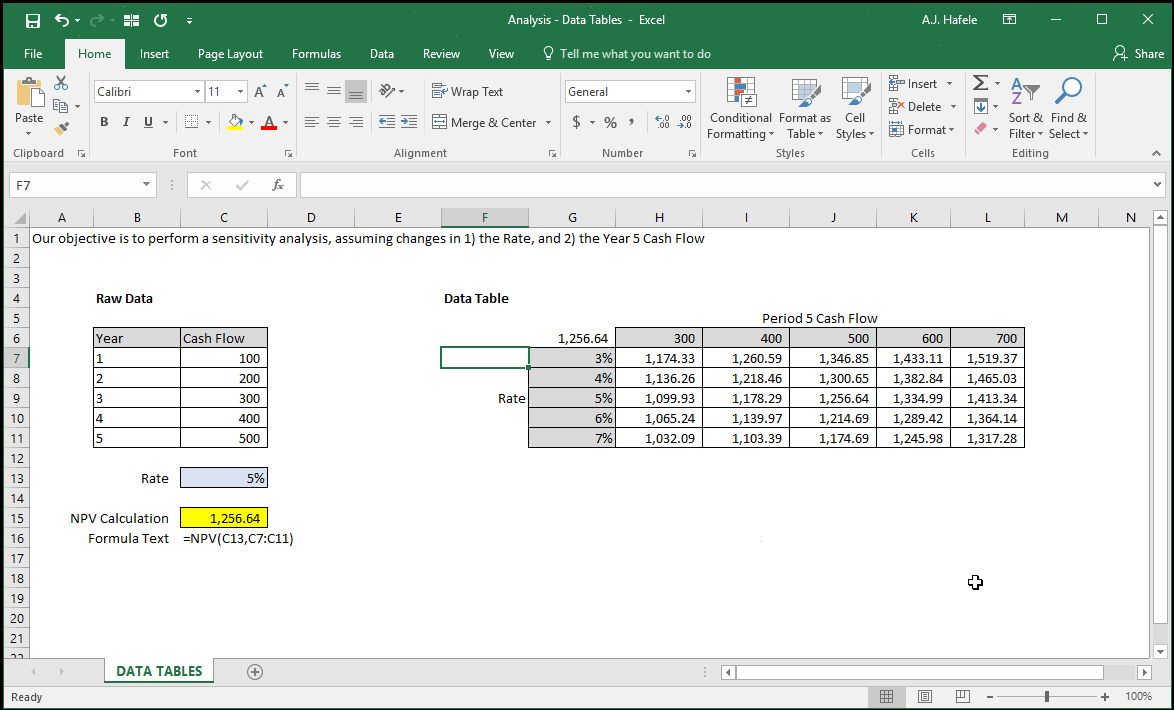 Analysis - Data Tables - Excel
A.J. Hafele
File Home Insert Page Layout Formulas Data Review View Tell me what you want to do Share
Calibri 11 Wrap Text General Insert
Paste Conditional Format as Cell Delete Sort & Find &
B I U Merge & Center $ % , .00 .0 Formatting Table Styles Format Filter Select
Clipboard Font Alignment Number Styles Cells Editing
F7 fx
A B C D E F G H I J K L M N
1 Our objective is to perform a sensitivity analysis, assuming changes in 1) the Rate, and 2) the Year 5 Cash Flow
2
3
4 Raw Data Data Table
5 Period 5 Cash Flow
6 Year Cash Flow 1,256.64 300 400 500 600 700
7 1 100 3% 1,174.33 1,260.59 1,346.85 1,433.11 1,519.37
8 2 200 4% 1,136.26 1,218.46 1,300.65 1,382.84 1,465.03
9 3 300 Rate 5% 1,099.93 1,178.29 1,256.64 1,334.99 1,413.34
10 4 400 6% 1,065.24 1,139.97 1,214.69 1,289.42 1,364.14
11 5 500 7% 1,032.09 1,103.39 1,174.69 1,245.98 1,317.28
12
13 Rate 5%
14
15 NPV Calculation 1,256.64
16 Formula Text =NPV(C13,C7:C11)
17
18
19
20
21
22
DATA TABLES
Ready 100%